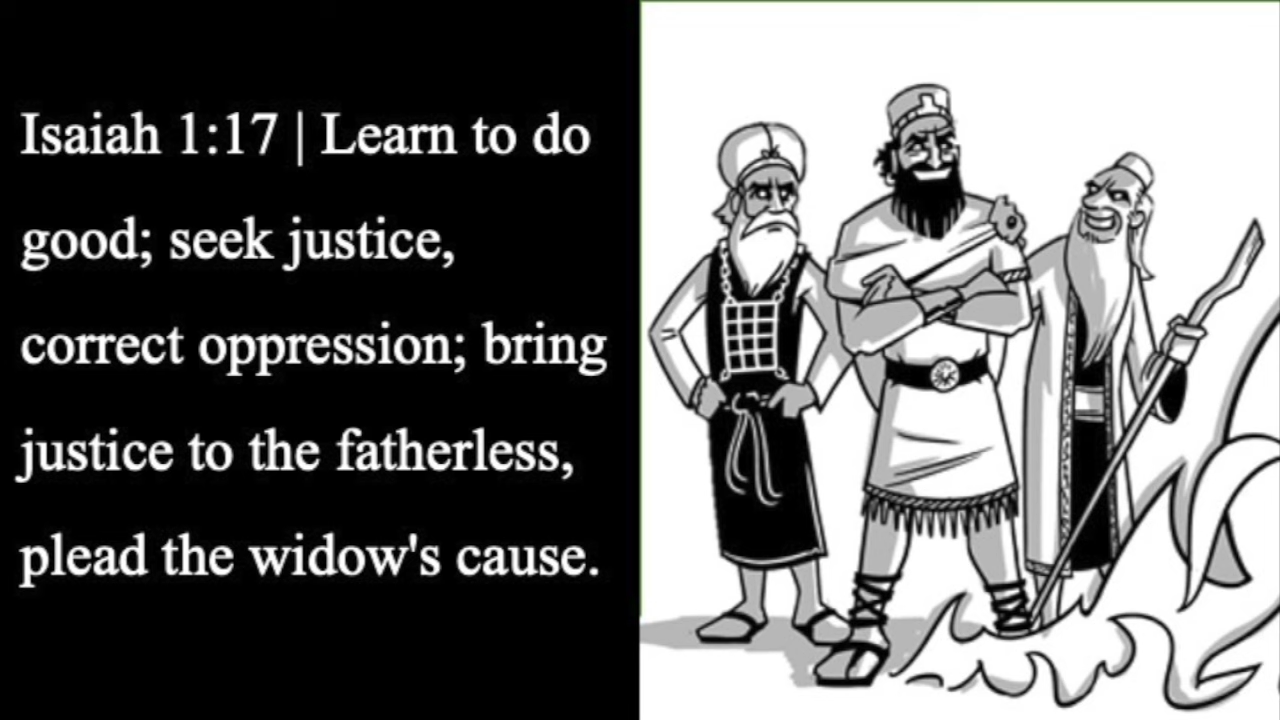 Isaiah 1:17 | Learn to do
good; seek justice,
correct oppression; bring
justice to the fatherless,
plead the widow's cause.